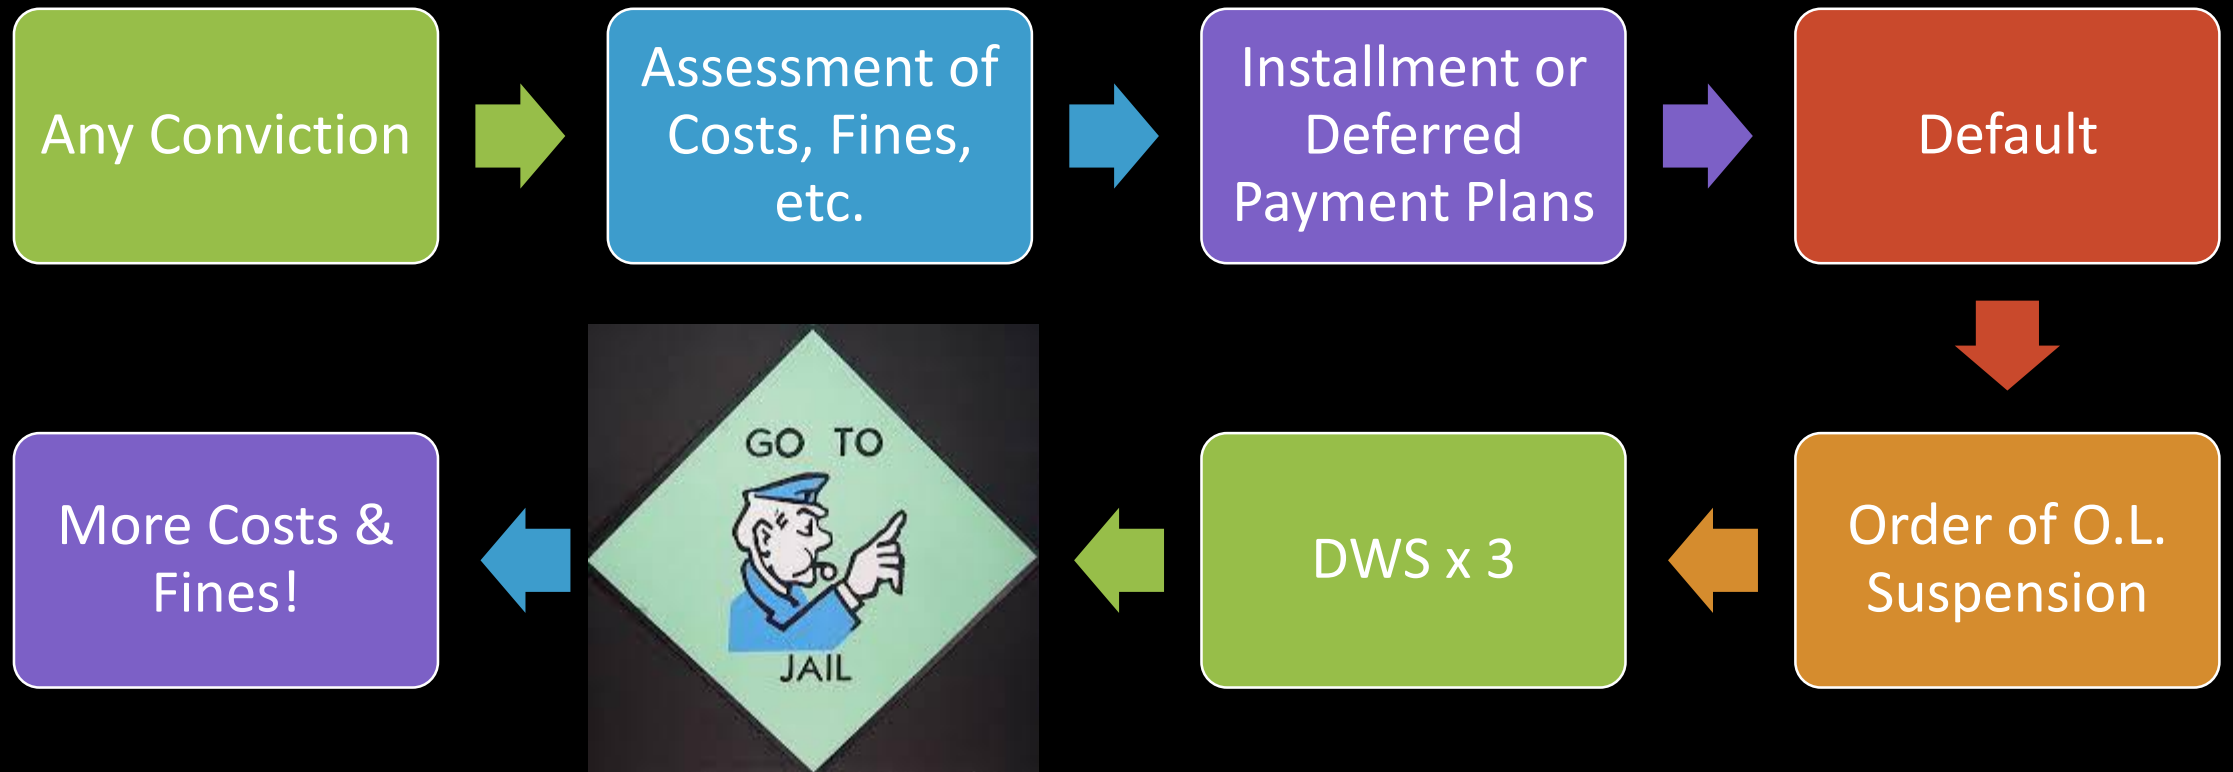 Any Conviction
Assessment of
Costs, Fines,
etc.
Installment or
Deferred
Payment Plans
Default
Order of O.L.
Suspension
DWS x 3
GO TO
JAIL
More Costs &
Fines!